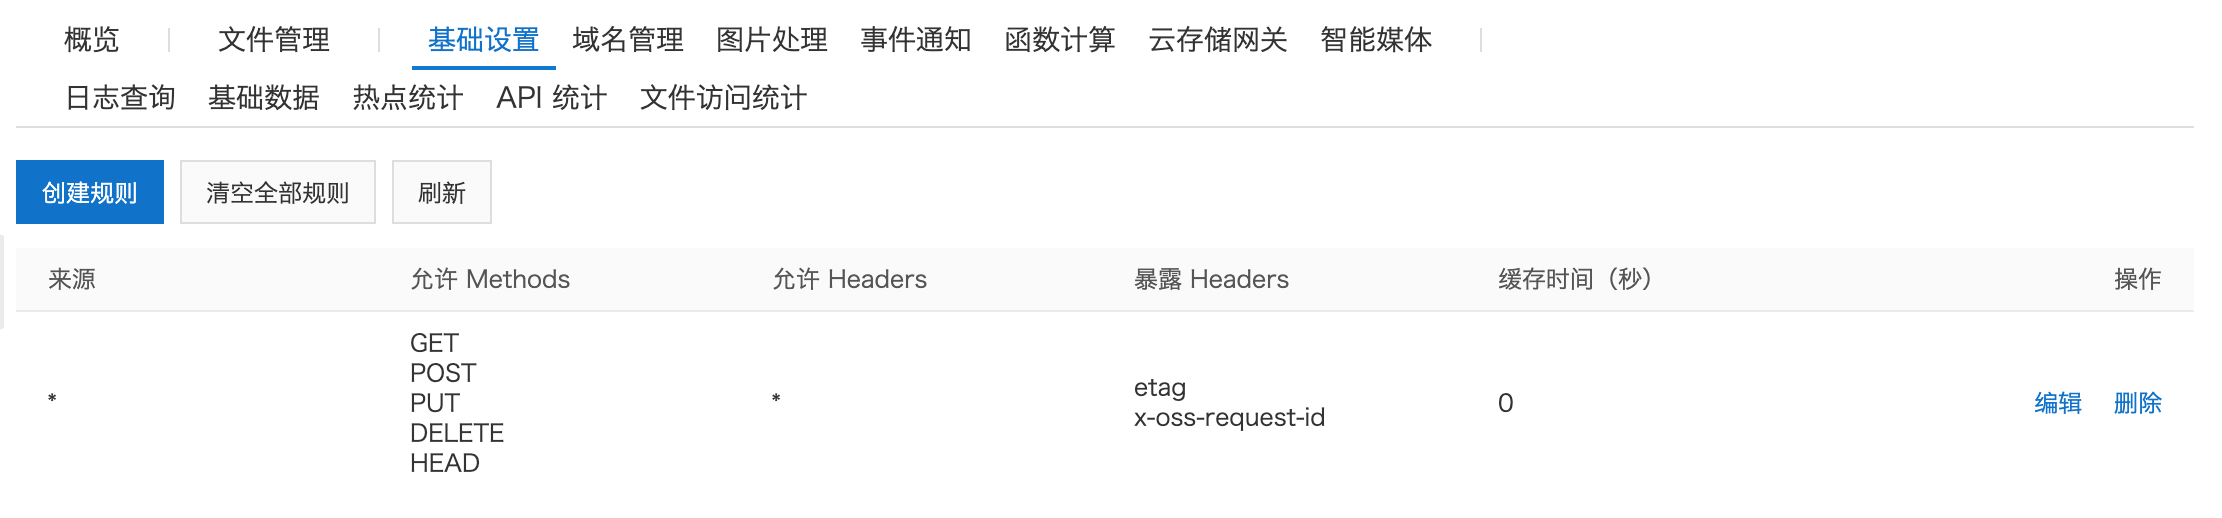 概览 文件管理 基础设置 域名管理 图片处理 事件通知 函数计算 云存储网关 智能媒体
日志查询 基础数据 热点统计 API 统计 文件访问统计
创建规则 清空全部规则 刷新
来源 允许 Methods 允许 Headers 暴露 Headers 缓存时间（秒） 操作
*
GET
POST
PUT
DELETE
HEAD
*
etag
x-oss-request-id
0
编辑 删除